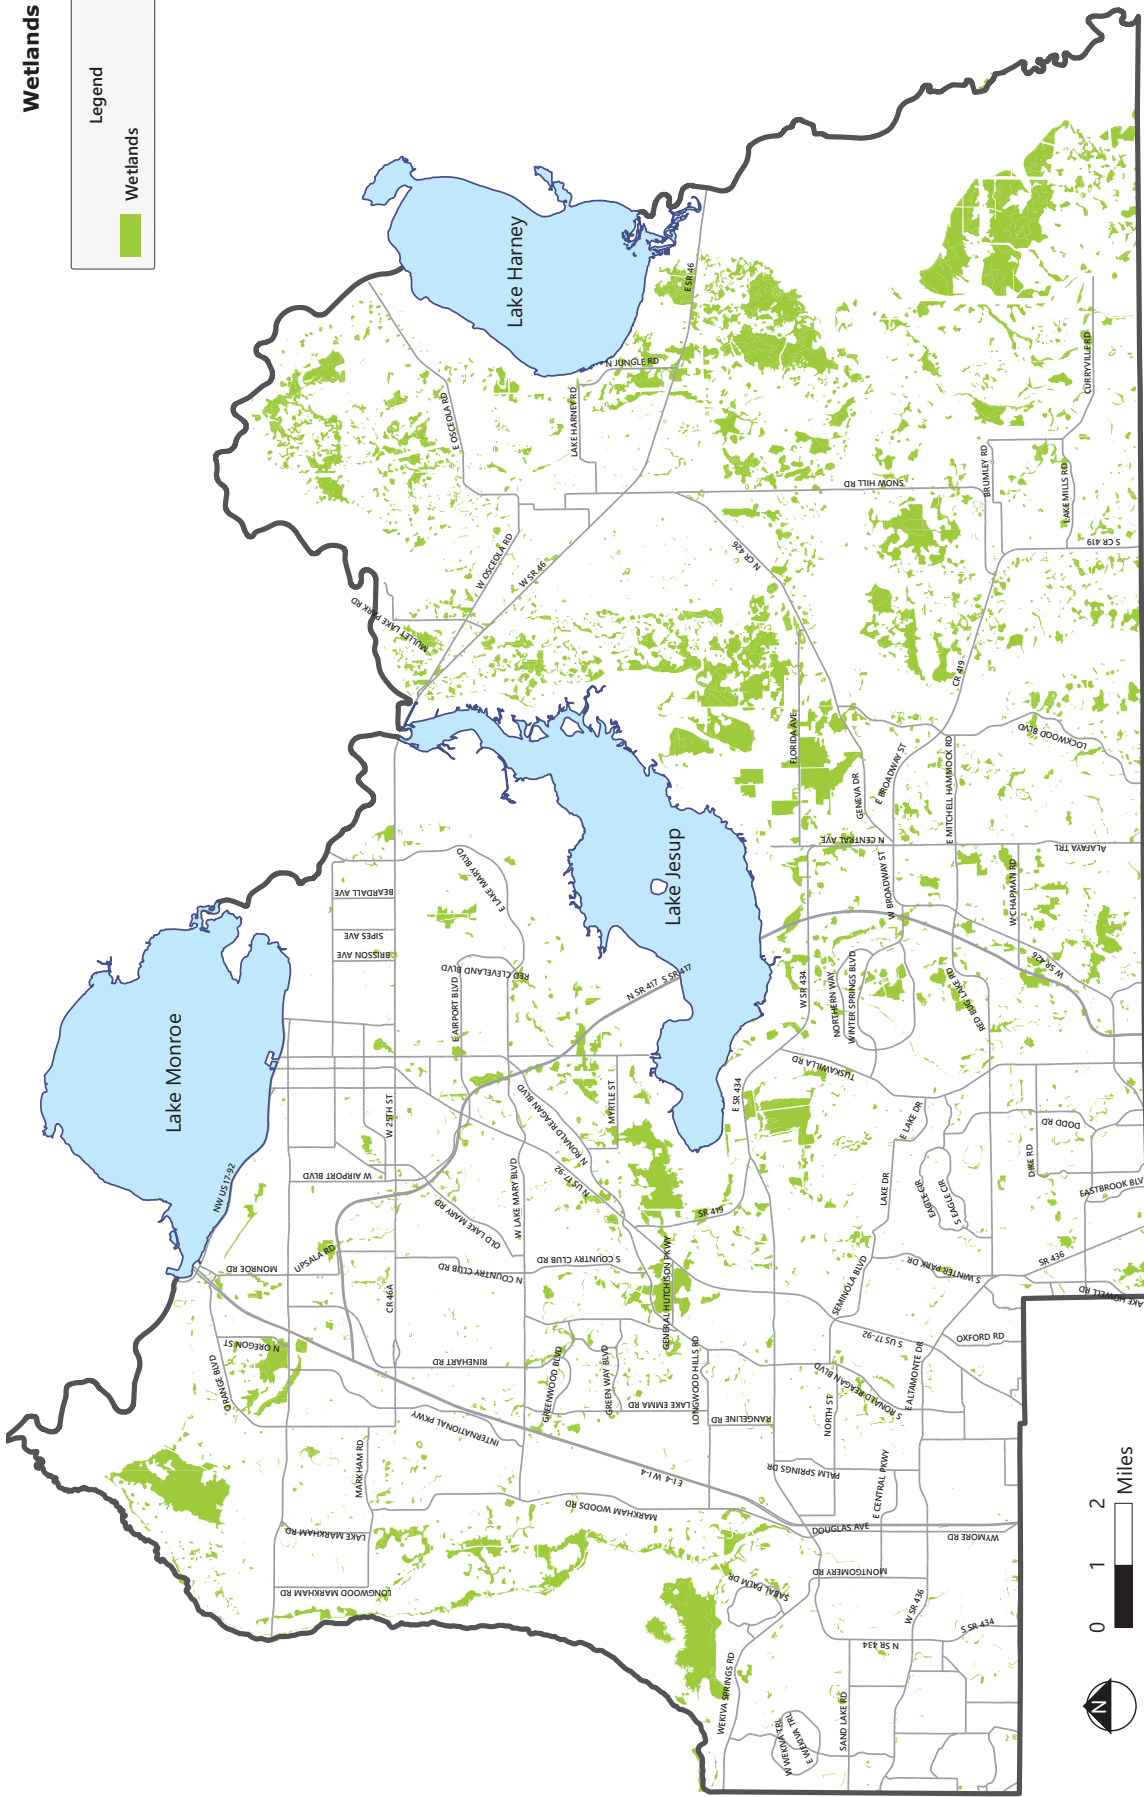 Wetlands
Legend
Wetlands
Lake Harney
Lake Monroe
Lake Jesup
E SR 46
N JUNGLE RD
LAKE HARNEY RD
E OSCEOLA RD
W OSCEOLA RD
W SR 46
MULLET LAKE PARK RD
N CR 426
SNOW HILL RD
BRUMLEY RD
LAKE MILLS RD
CURRYVILLE RD
S CR 419
CR 419
LOCKWOOD BLVD
FLORIDA AVE
GENEVA DR
E BROADWAY ST
E MITCHELL HAMMOCK RD
N CENTRAL AVE
ALAFAYA TRL
W BROADWAY ST
W CHAPMAN RD
W SR 426
RED BUG LAKE RD
W SR 434
NORTHERN WAY
WINTER SPRINGS BLVD
TUSKAWILLA RD
E SR 434
E LAKE DR
LAKE DR
EAGLE CIR
S EAGLE CIR
DIKE RD
DODD RD
EASTBROOK BLV
SR 436
S WINTER PARK DR
AKE HOWELL RD
SEMINOLA BLVD
S US 17-92
OXFORD RD
E ALTAMONTE DR
S RONALD REAGAN BLVD
NORTH ST
BEARDALL AVE
SIPES AVE
BRISSON AVE
E LAKE MARY BLVD
RED CLEVELAND BLVD
E AIRPORT BLVD
N SR 417
S SR 417
W 25TH ST
W AIRPORT BLVD
NW US 17-92
MONROE RD
UPSALA RD
OLD LAKE MARY RD
W LAKE MARY BLVD
N RONALD REAGAN BLVD
N US 17-92
MYRTLE ST
SR 419
N COUNTRY CLUB RD
S COUNTRY CLUB RD
GENERAL HUTCHISON PKWY
CR 46A
N OREGON ST
ORANGE BLVD
RINEHART RD
GREENWOOD BLVD
GREEN WAY BLVD
LAKE EMMA RD
LONGWOOD HILLS RD
RANGELINE RD
INTERNATIONAL PKWY
MARKHAM RD
E I-4
W I-4
PALM SPRINGS DR
E CENTRAL PKWY
MARKHAM WOODS RD
LAKE MARKHAM RD
LONGWOOD MARKHAM RD
DOUGLAS AVE
WYMORE RD
MONTGOMERY RD
SABAL PALM DR
W SR 436
S SR 434
N SR 434
WEKIVA SPRINGS RD
SAND LAKE RD
W WEKIVA TRL
E WEKIVA TRL
N
0 1 2
Miles